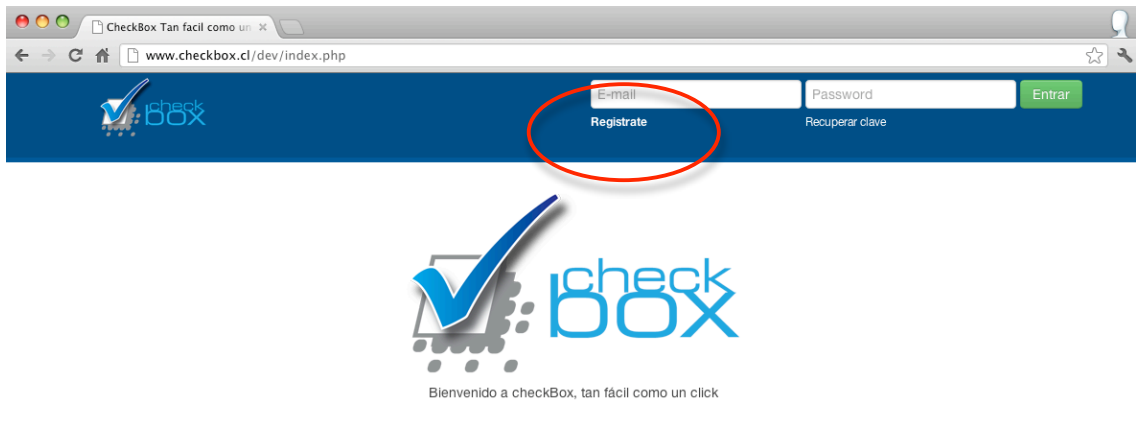 CheckBox Tan facil como un
www.checkbox.cl/dev/index.php
check
box
E-mail
Password
Entrar
Registrate
Recuperar clave
check
box
Bienvenido a checkBox, tan fácil como un click